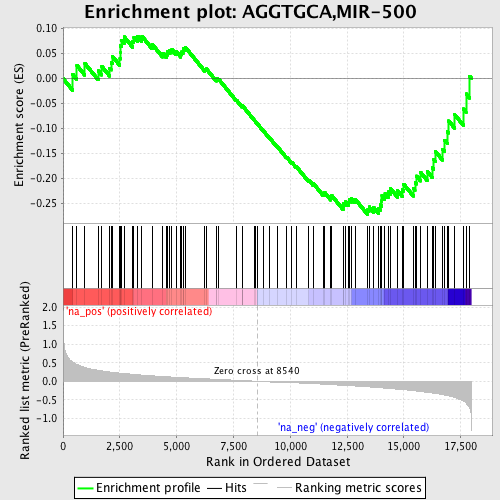 Enrichment plot: AGGTGCA,MIR-500
Enrichment score (ES)
0.10
0.05
0.00
-0.05
-0.10
-0.15
-0.20
-0.25
Ranked list metric (PreRanked)
2.0
1.5
1.0
0.5
0.0
-0.5
-1.0
'na_pos' (positively correlated)
Zero cross at 8540
'na_neg' (negatively correlated)
0
2,500
5,000
7,500
10,000
12,500
15,000
17,500
Rank in Ordered Dataset
Enrichment profile
Hits
Ranking metric scores